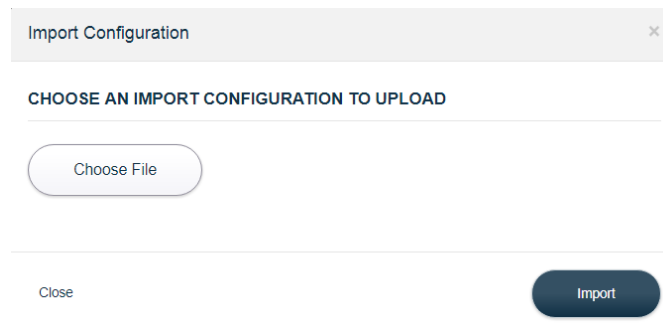 Import Configuration
×
CHOOSE AN IMPORT CONFIGURATION TO UPLOAD
Choose File
Close
Import